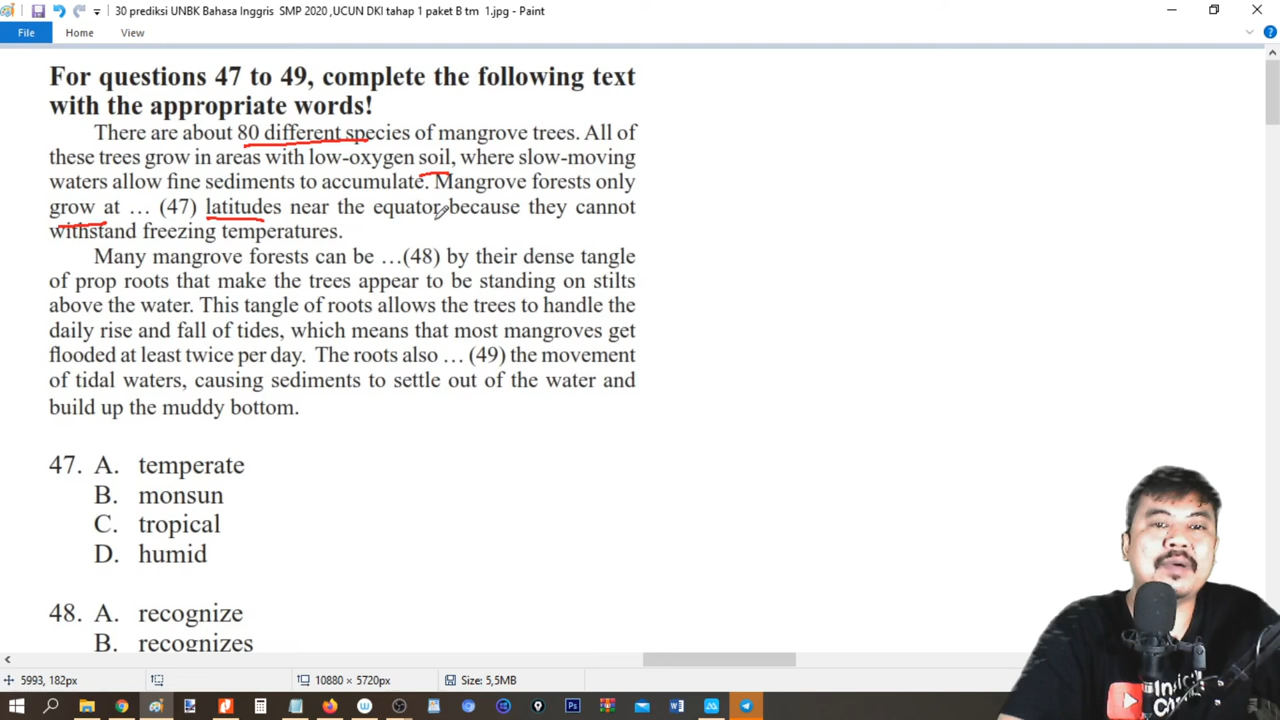 30 prediksi UNBK Bahasa Inggris SMP 2020 ,UCUN DKI tahap 1 paket B tm 1.jpg - Paint
File Home View
For questions 47 to 49, complete the following text
with the appropriate words!
There are about 80 different species of mangrove trees. All of
these trees grow in areas with low-oxygen soil, where slow-moving
waters allow fine sediments to accumulate. Mangrove forests only
grow at … (47) latitudes near the equator because they cannot
withstand freezing temperatures.
Many mangrove forests can be …(48) by their dense tangle
of prop roots that make the trees appear to be standing on stilts
above the water. This tangle of roots allows the trees to handle the
daily rise and fall of tides, which means that most mangroves get
flooded at least twice per day. The roots also … (49) the movement
of tidal waters, causing sediments to settle out of the water and
build up the muddy bottom.
47. A. temperate
B. monsun
C. tropical
D. humid
48. A. recognize
B. recognizes
5993, 182px 10880 × 5720px Size: 5,5MB